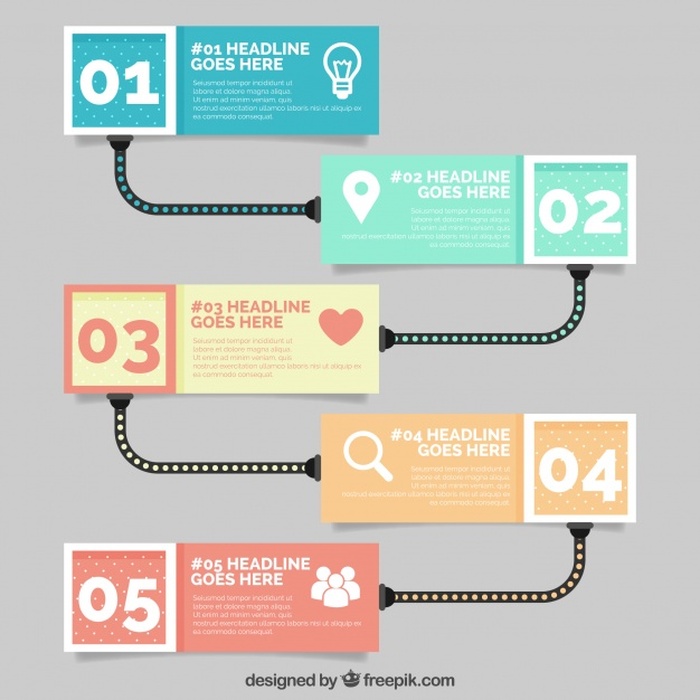 01
#01 HEADLINE
GOES HERE
Seiusmod tempor incididunt ut
labore et dolore magna aliqua.
Ut enim ad minim veniam, quis
nostrud exercitation ullamco laboris nisi ut aliquip
ea commodo consequat.
#02 HEADLINE
GOES HERE
Seiusmod tempor incididunt ut
labore et dolore magna aliqua.
Ut enim ad minim veniam, quis
nostrud exercitation ullamco laboris nisi ut aliquip
ea commodo consequat.
02
03
#03 HEADLINE
GOES HERE
Seiusmod tempor incididunt ut
labore et dolore magna aliqua.
Ut enim ad minim veniam, quis
nostrud exercitation ullamco laboris nisi ut aliquip
ea commodo consequat.
#04 HEADLINE
GOES HERE
Seiusmod tempor incididunt ut
labore et dolore magna aliqua.
Ut enim ad minim veniam, quis
nostrud exercitation ullamco laboris nisi ut aliquip
ea commodo consequat.
04
05
#05 HEADLINE
GOES HERE
Seiusmod tempor incididunt ut
labore et dolore magna aliqua.
Ut enim ad minim veniam, quis
nostrud exercitation ullamco laboris nisi ut aliquip
ea commodo consequat.
designed by freepik.com